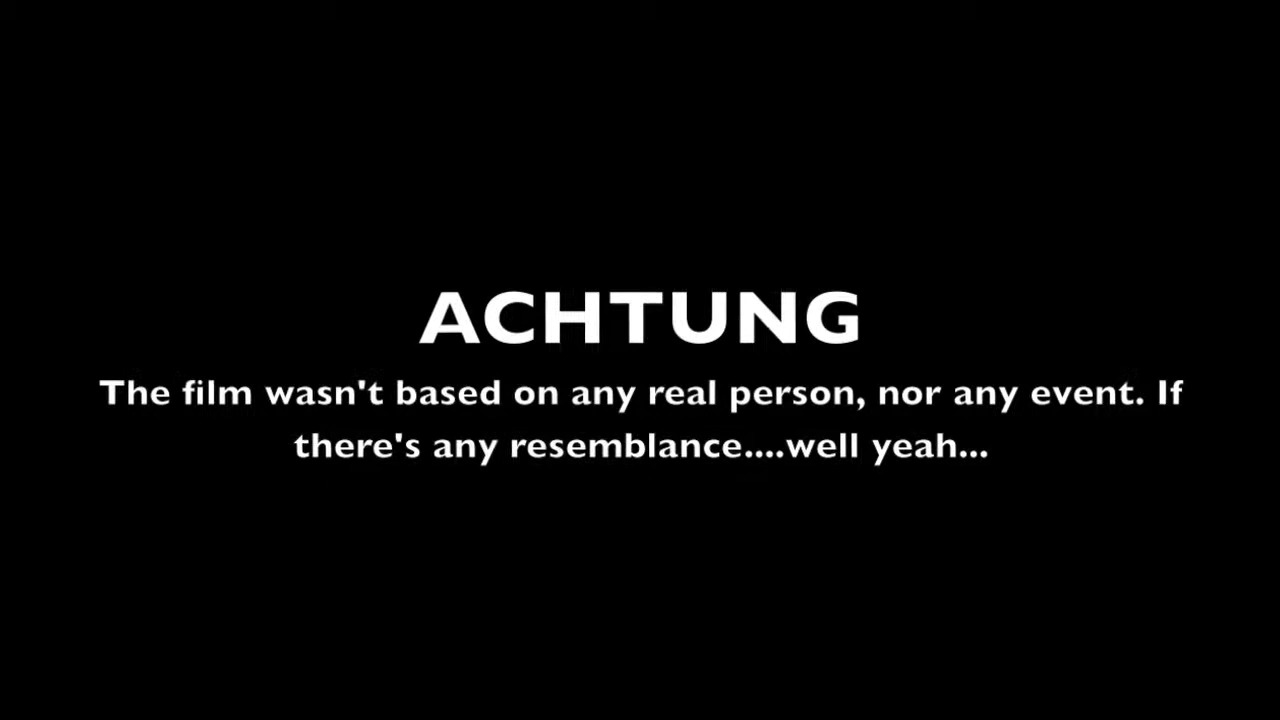 ACHTUNG
The film wasn't based on any real person, nor any event. If
there's any resemblance....well yeah...